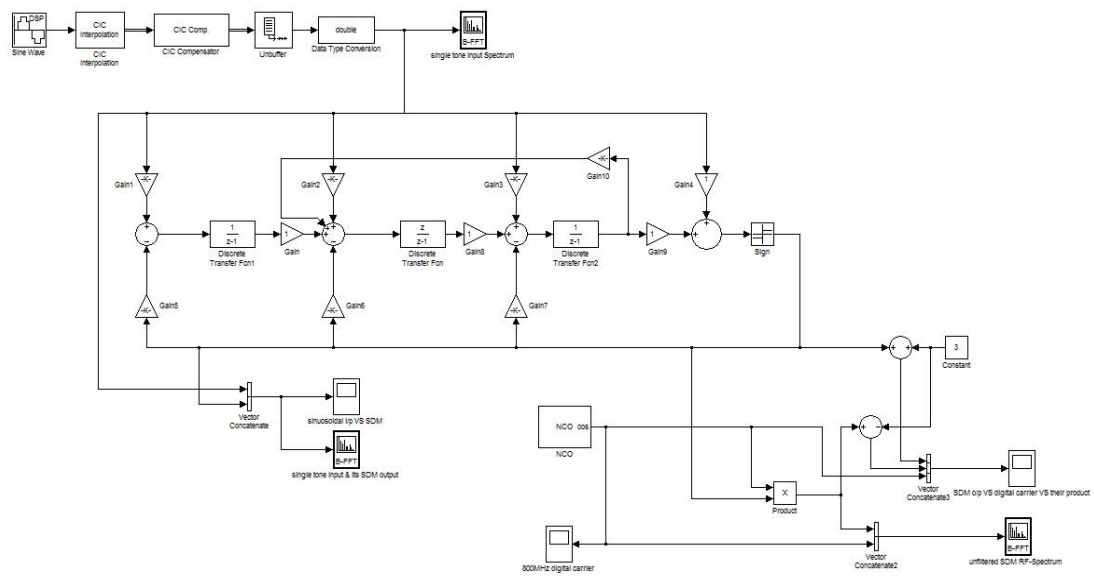 DSP
Sine Wave
CIC
Interpolation
CIC
Interpolation
CIC Comp.
CIC Compensator
Unbuffer
double
Data Type Conversion
B-FFT
single tone Input Spectrum
Gain1
-K-
Gain2
-K-
Gain3
-K-
-K-
Gain10
Gain4
1
+
−
1
z-1
Discrete
Transfer Fcn1
1
Gain
+
+
+
−
z
z-1
Discrete
Transfer Fcn
1
Gain8
+
+
−
1
z-1
Discrete
Transfer Fcn2
1
Gain9
+
+
Sign
-K-
Gain5
-K-
Gain6
-K-
Gain7
+
+
3
Constant
Vector
Concatenate
sinuosoidal i/p VS SDM
B-FFT
single tone input & its SDM output
NCO cos
NCO
+
−
X
Product
Vector
Concatenate3
SDM o/p VS digital carrier VS their product
800MHz digital carrier
Vector
Concatenate2
B-FFT
unfiltered SDM RF-Spectrum